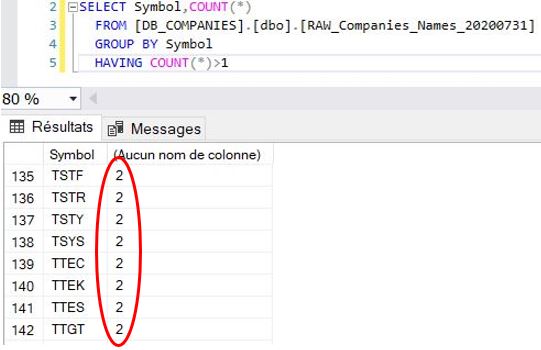 2 SELECT Symbol,COUNT(*)
3 FROM [DB_COMPANIES].[dbo].[RAW_Companies_Names_20200731]
4 GROUP BY Symbol
5 HAVING COUNT(*)>1
80 %
Résultats Messages
Symbol (Aucun nom de colonne)
135 TSTF 2
136 TSTR 2
137 TSTY 2
138 TSYS 2
139 TTEC 2
140 TTEK 2
141 TTES 2
142 TTGT 2